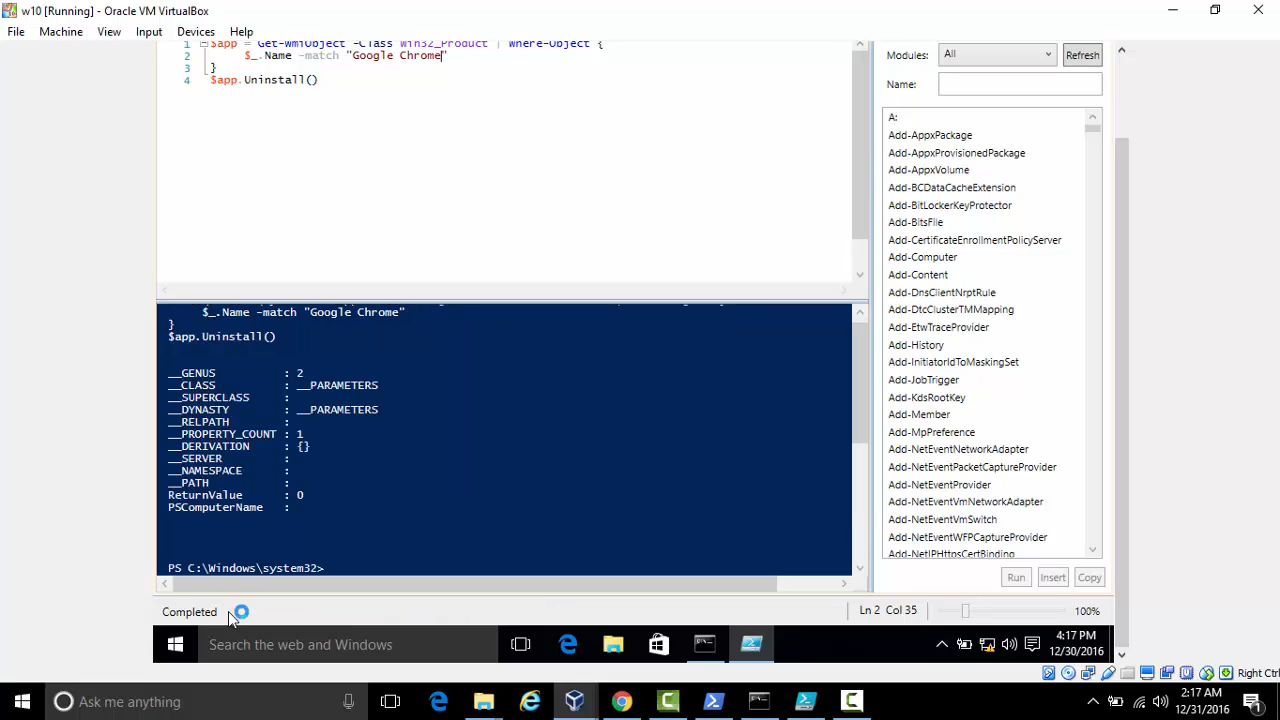 w10 [Running] - Oracle VM VirtualBox
File Machine View Input Devices Help
1 $app = Get-WmiObject -Class Win32_Product | Where-Object {
2 $_.Name -match "Google Chrome"
3 }
4 $app.Uninstall()
Modules: All Refresh
Name:
A:
Add-AppxPackage
Add-AppxProvisionedPackage
Add-AppxVolume
Add-BCDataCacheExtension
Add-BitLockerKeyProtector
Add-BitsFile
Add-CertificateEnrollmentPolicyServer
Add-Computer
Add-Content
Add-DnsClientNrptRule
Add-DtcClusterTMMapping
Add-EtwTraceProvider
Add-History
Add-InitiatorIdToMaskingSet
Add-JobTrigger
Add-KdsRootKey
Add-Member
Add-MpPreference
Add-NetEventNetworkAdapter
Add-NetEventPacketCaptureProvider
Add-NetEventProvider
Add-NetEventVmNetworkAdapter
Add-NetEventVmSwitch
Add-NetEventWFPCaptureProvider
Add-NetIPHttpsCertBinding
Run Insert Copy
$_.Name -match "Google Chrome"
}
$app.Uninstall()
__GENUS : 2
__CLASS : __PARAMETERS
__SUPERCLASS :
__DYNASTY : __PARAMETERS
__RELPATH :
__PROPERTY_COUNT : 1
__DERIVATION : {}
__SERVER :
__NAMESPACE :
__PATH :
ReturnValue : 0
PSComputerName :
PS C:\Windows\system32>
Completed
Ln 2 Col 35
100%
Search the web and Windows
4:17 PM
12/30/2016
Right Ctrl
Ask me anything
2:17 AM
12/31/2016
1